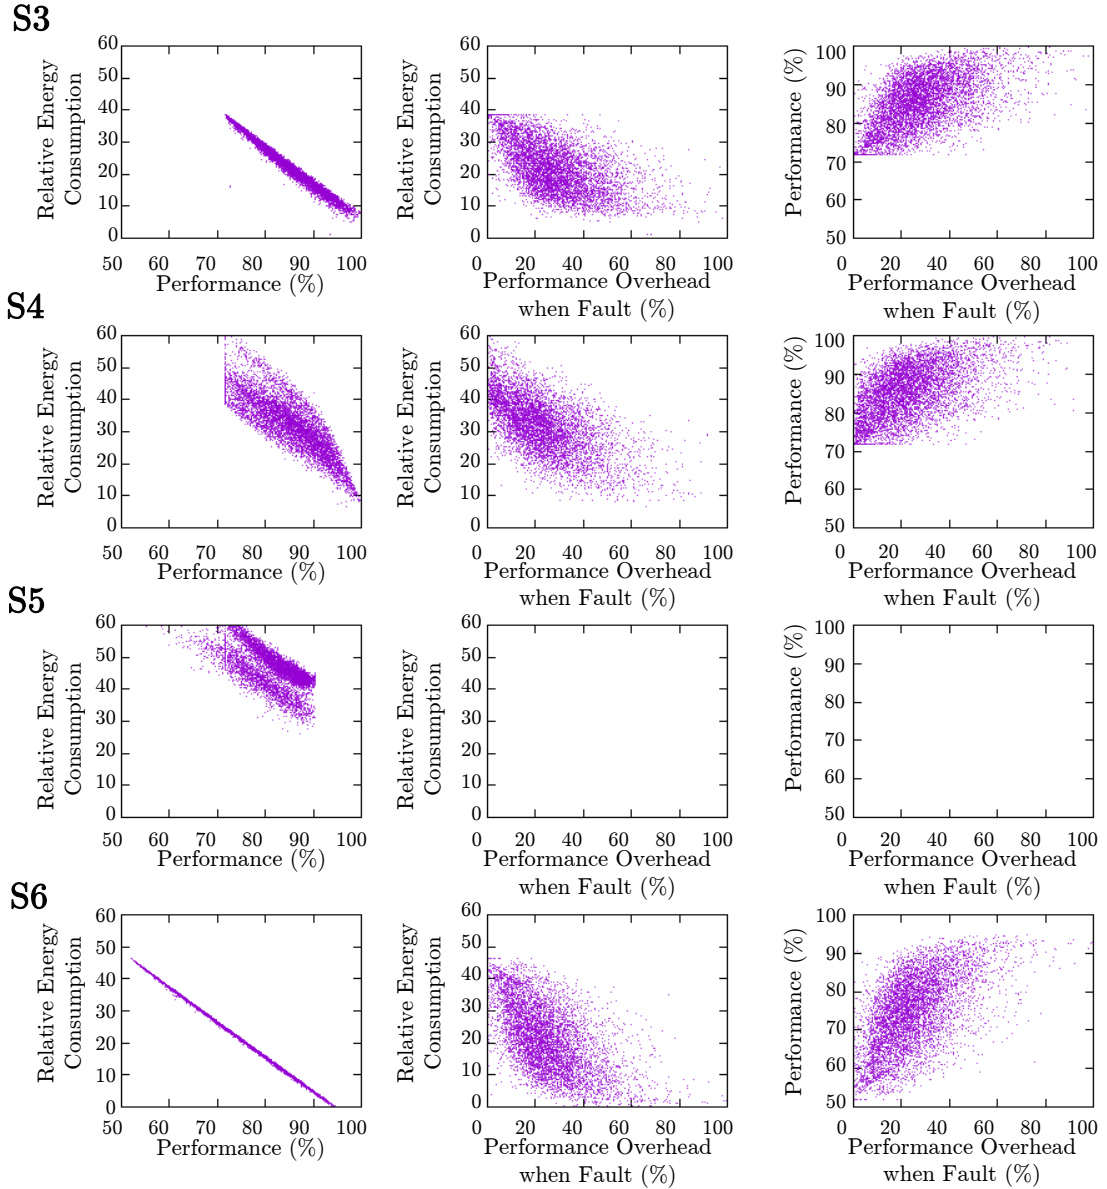 S3
60
50
40
30
20
10
0
Relative Energy
Consumption
50 60 70 80 90 100
Performance (%)
60
50
40
30
20
10
0
Relative Energy
Consumption
0 20 40 60 80 100
Performance Overhead
when Fault (%)
100
90
80
70
60
50
Performance (%)
0 20 40 60 80 100
Performance Overhead
when Fault (%)
S4
60
50
40
30
20
10
0
Relative Energy
Consumption
50 60 70 80 90 100
Performance (%)
60
50
40
30
20
10
0
Relative Energy
Consumption
0 20 40 60 80 100
Performance Overhead
when Fault (%)
100
90
80
70
60
50
Performance (%)
0 20 40 60 80 100
Performance Overhead
when Fault (%)
S5
60
50
40
30
20
10
0
Relative Energy
Consumption
50 60 70 80 90 100
Performance (%)
60
50
40
30
20
10
0
Relative Energy
Consumption
0 20 40 60 80 100
Performance Overhead
when Fault (%)
100
90
80
70
60
50
Performance (%)
0 20 40 60 80 100
Performance Overhead
when Fault (%)
S6
60
50
40
30
20
10
0
Relative Energy
Consumption
50 60 70 80 90 100
Performance (%)
60
50
40
30
20
10
0
Relative Energy
Consumption
0 20 40 60 80 100
Performance Overhead
when Fault (%)
100
90
80
70
60
50
Performance (%)
0 20 40 60 80 100
Performance Overhead
when Fault (%)